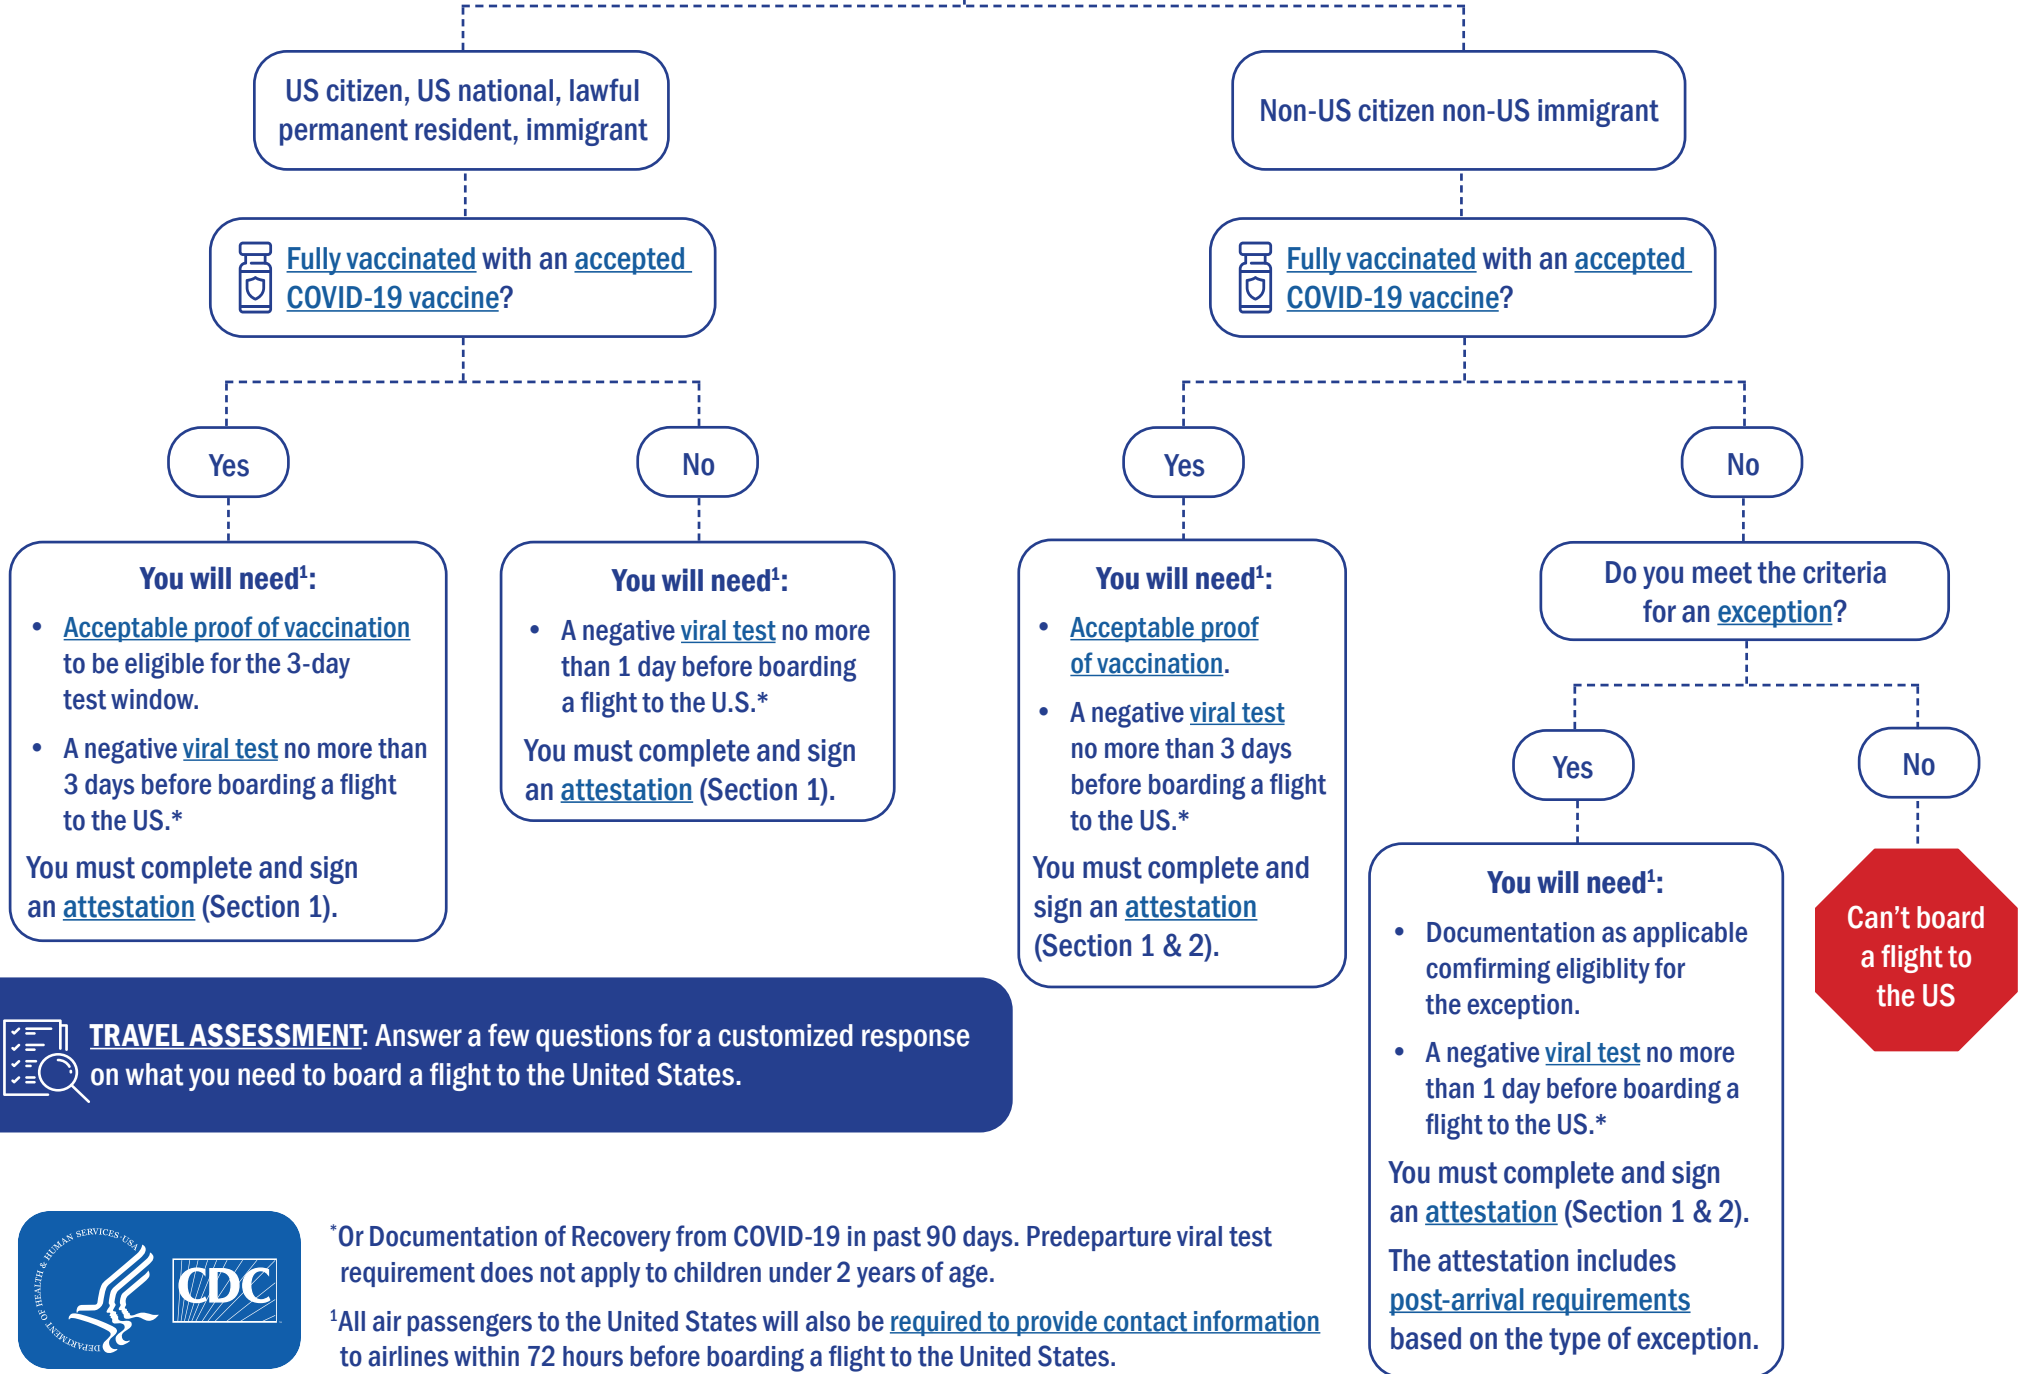 US citizen, US national, lawful
permanent resident, immigrant
Fully vaccinated with an accepted
COVID-19 vaccine?
Yes
You will need¹:
• Acceptable proof of vaccination
to be eligible for the 3-day
test window.
• A negative viral test no more than
3 days before boarding a flight
to the US.*
You must complete and sign
an attestation (Section 1).
No
You will need¹:
• A negative viral test no more
than 1 day before boarding
a flight to the U.S.*
You must complete and sign
an attestation (Section 1).
Non-US citizen non-US immigrant
Fully vaccinated with an accepted
COVID-19 vaccine?
Yes
You will need¹:
• Acceptable proof
of vaccination.
• A negative viral test
no more than 3 days
before boarding a flight
to the US.*
You must complete and
sign an attestation
(Section 1 & 2).
No
Do you meet the criteria
for an exception?
Yes
You will need¹:
• Documentation as applicable
comfirming eligiblity for
the exception.
• A negative viral test no more
than 1 day before boarding a
flight to the US.*
You must complete and sign
an attestation (Section 1 & 2).
The attestation includes
post-arrival requirements
based on the type of exception.
No
Can't board
a flight to
the US
TRAVEL ASSESSMENT: Answer a few questions for a customized response
on what you need to board a flight to the United States.
DEPARTMENT OF HEALTH & HUMAN SERVICES·USA
CDC
*Or Documentation of Recovery from COVID-19 in past 90 days. Predeparture viral test
requirement does not apply to children under 2 years of age.
¹All air passengers to the United States will also be required to provide contact information
to airlines within 72 hours before boarding a flight to the United States.